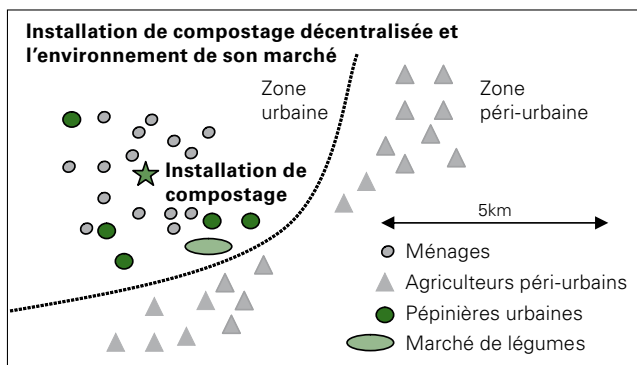 Installation de compostage décentralisée et
l'environnement de son marché
Zone
urbaine
Zone
péri-urbaine
Installation de
compostage
5km
Ménages
Agriculteurs péri-urbains
Pépinières urbaines
Marché de légumes